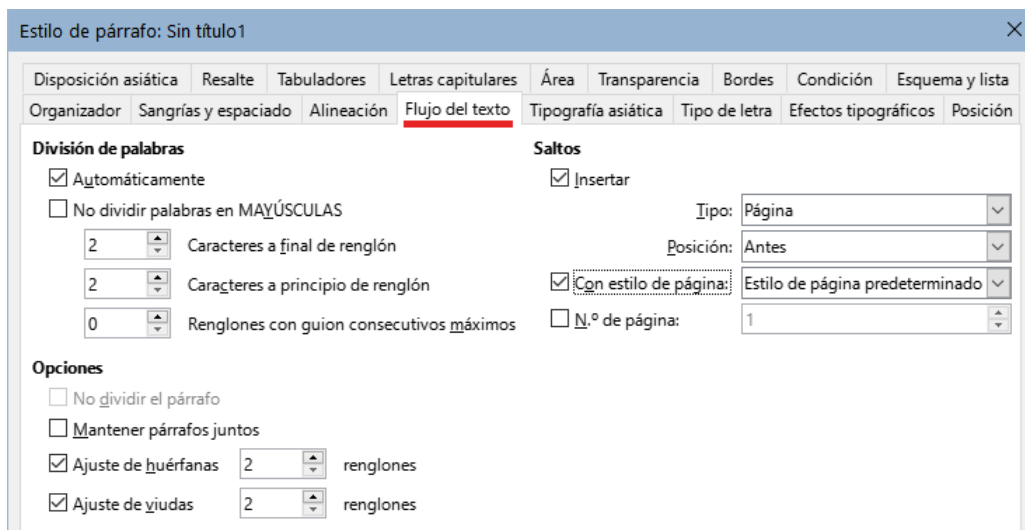 Estilo de párrafo: Sin título1
Disposición asiática Resalte Tabuladores Letras capitulares Área Transparencia Bordes Condición Esquema y lista
Organizador Sangrías y espaciado Alineación Flujo del texto Tipografía asiática Tipo de letra Efectos tipográficos Posición
División de palabras
Automáticamente
No dividir palabras en MAYÚSCULAS
2 Caracteres a final de renglón
2 Caracteres a principio de renglón
0 Renglones con guion consecutivos máximos
Saltos
Insertar
Tipo: Página
Posición: Antes
Con estilo de página: Estilo de página predeterminado
N.º de página: 1
Opciones
No dividir el párrafo
Mantener párrafos juntos
Ajuste de huérfanas 2 renglones
Ajuste de viudas 2 renglones